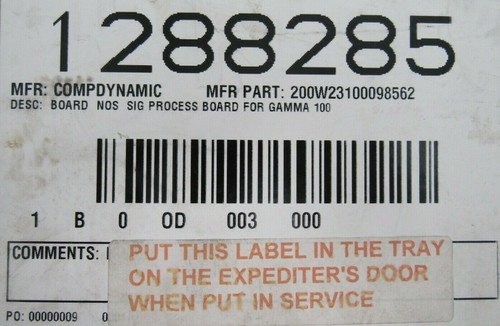 1288285
MFR: COMPDYNAMIC MFR PART: 200W23100098562
DESC: BOARD NOS SIG PROCESS BOARD FOR GAMMA 100
1 B 0 0D 003 000
COMMENTS:
PUT THIS LABEL IN THE TRAY
ON THE EXPEDITER'S DOOR
WHEN PUT IN SERVICE
PO: 00000009